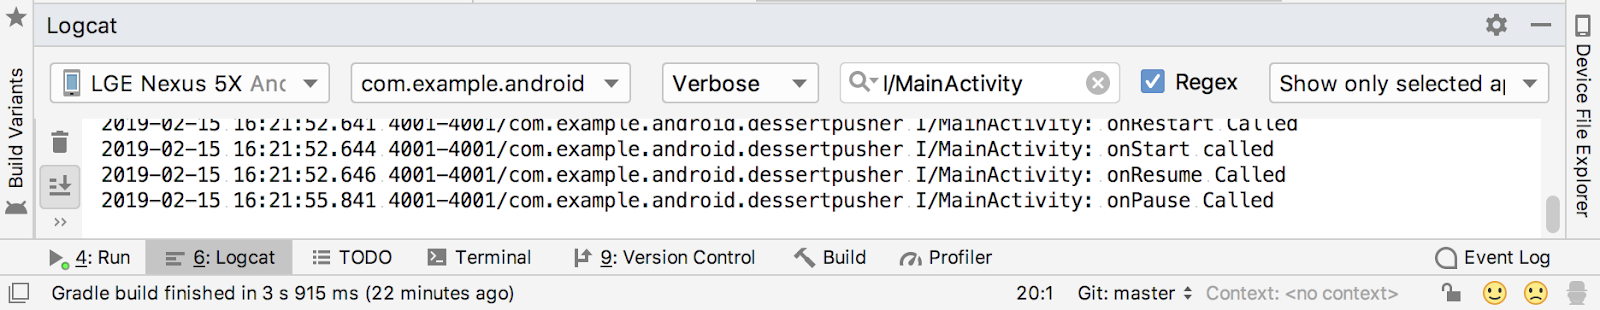 Logcat
LGE Nexus 5X Anc
com.example.android
Verbose
I/MainActivity
Regex
Show only selected a
Build Variants
Device File Explorer
2019-02-15 16:21:52.641 4001-4001/com.example.android.dessertpusher I/MainActivity: onRestart Called
2019-02-15 16:21:52.644 4001-4001/com.example.android.dessertpusher I/MainActivity: onStart called
2019-02-15 16:21:52.646 4001-4001/com.example.android.dessertpusher I/MainActivity: onResume Called
2019-02-15 16:21:55.841 4001-4001/com.example.android.dessertpusher I/MainActivity: onPause Called
4: Run
6: Logcat
TODO
Terminal
9: Version Control
Build
Profiler
Event Log
Gradle build finished in 3 s 915 ms (22 minutes ago)
20:1
Git: master
Context: <no context>